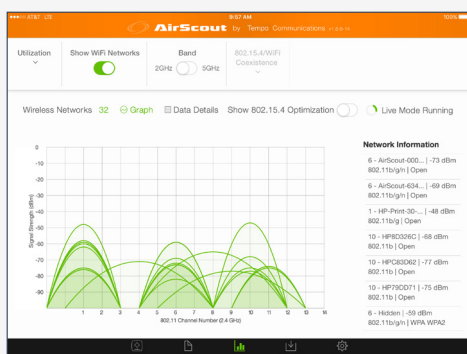 AT&T LTE 9:57 AM 100%
AirScout by Tempo Communications
Utilization Show WiFi Networks Band 802.15.4/WiFi
Coexistence
2GHz 5GHz
Wireless Networks 32 Graph Data Details Show 802.15.4 Optimization Live Mode Running
Network Information
6 - AirScout-000... | -73 dBm
802.11b/g/n | Open
6 - AirScout-634... | -69 dBm
802.11b/g/n | Open
1 - HP-Print-30-... | -48 dBm
802.11b/g | Open
10 - HP8D326C | -68 dBm
802.11b | Open
10 - HPC83D62 | -77 dBm
802.11b | Open
10 - HP79DD71 | -75 dBm
802.11b | Open
6 - Hidden | -59 dBm
802.11b/g/n | WPA WPA2
Signal Strength (dBm)
0
-10
-20
-30
-40
-50
-60
-70
-80
-90
1 2 3 4 5 6 7 8 9 10 11 12 13 14
802.11 Channel Number (2.4 GHz)